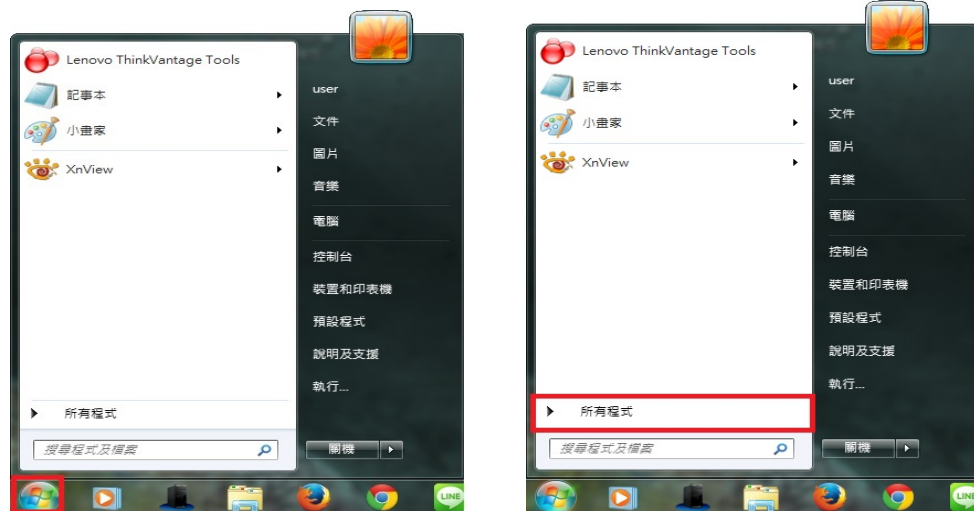 Lenovo ThinkVantage Tools
記事本
小畫家
XnView
所有程式
搜尋程式及檔案
user
文件
圖片
音樂
電腦
控制台
裝置和印表機
預設程式
說明及支援
執行...
關機
LINE
Lenovo ThinkVantage Tools
記事本
小畫家
XnView
所有程式
搜尋程式及檔案
user
文件
圖片
音樂
電腦
控制台
裝置和印表機
預設程式
說明及支援
執行...
關機
LINE